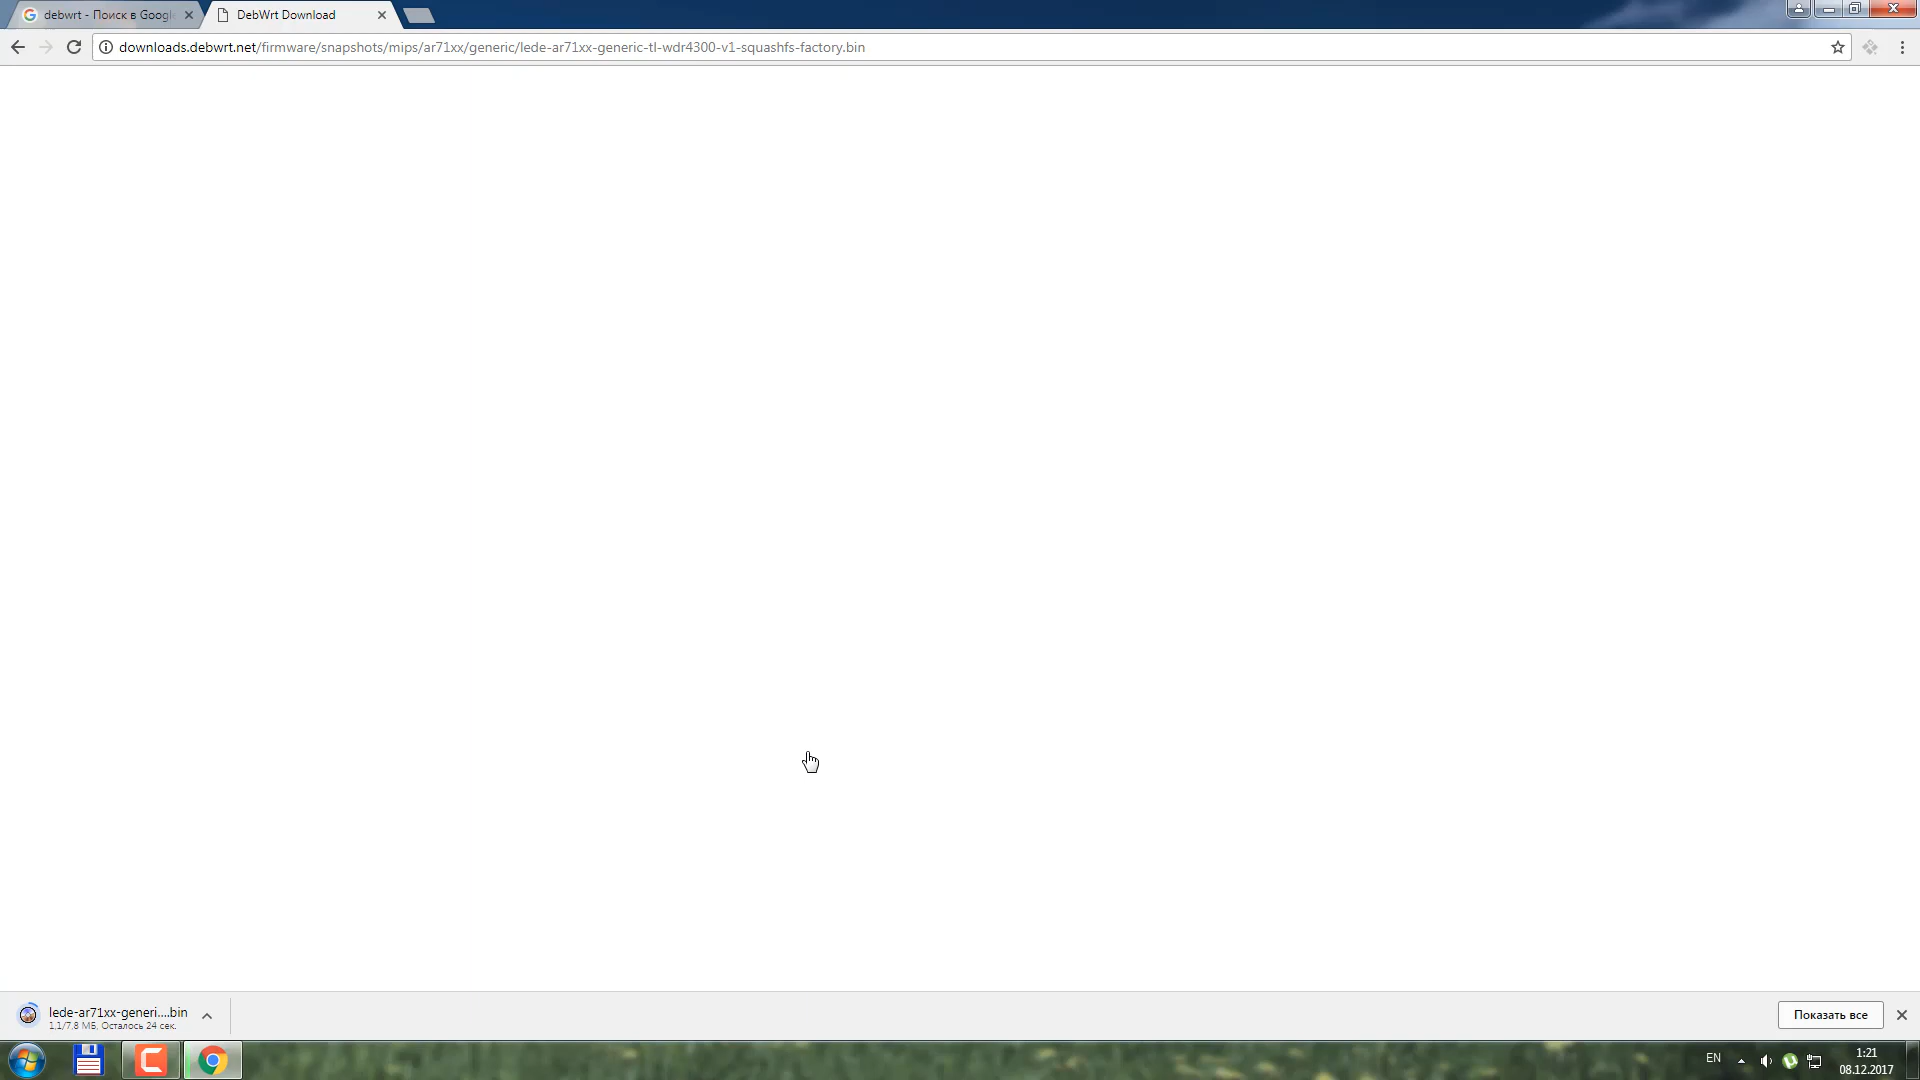 debwrt - Поиск в Googl
DebWrt Download
downloads.debwrt.net/firmware/snapshots/mips/ar71xx/generic/lede-ar71xx-generic-tl-wdr4300-v1-squashfs-factory.bin
lede-ar71xx-generi....bin
1,1/7,8 МБ, Осталось 24 сек.
Показать все
EN
1:21
08.12.2017